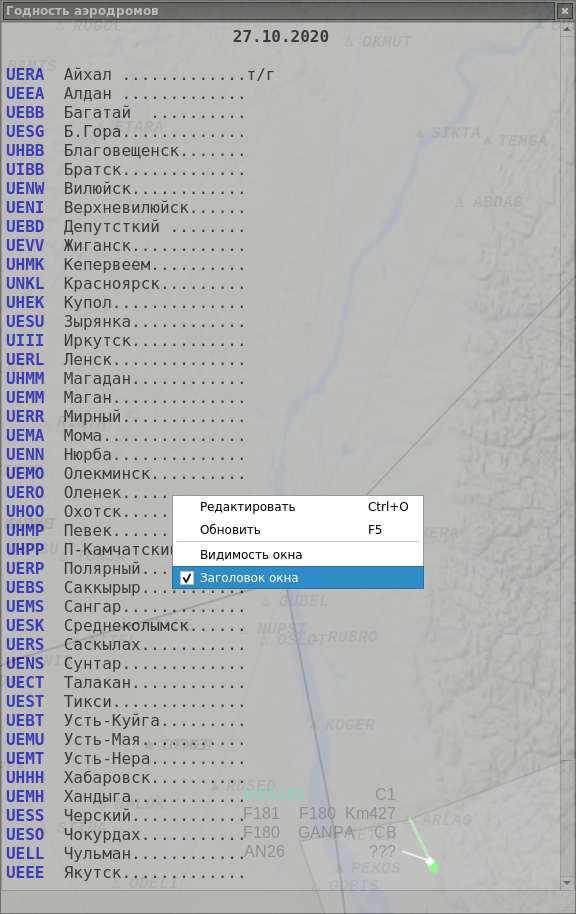 Годность аэродромов
27.10.2020
UERA Айхал .............т/г
UEEA Алдан .............
UEBB Багатай ..........
UESG Б.Гора.............
UHBB Благовещенск.......
UIBB Братск.............
UENW Вилюйск............
UENI Верхневилюйск......
UEBD Депутсткий ........
UEVV Жиганск............
UHMK Кепервеем..........
UNKL Красноярск.........
UHEK Купол..............
UESU Зырянка............
UIII Иркутск............
UERL Ленск..............
UHMM Магадан............
UEMM Маган..............
UERR Мирный.............
UEMA Мома...............
UENN Нюрба..............
UEMO Олекминск..........
UERO Оленек.....
UHOO Охотск.....
UHMP Певек......
UHPP П-Камчатский
UERP Полярный...
UEBS Саккырыр...........
UEMS Сангар.............
UESK Среднеколымск......
UERS Саскылах...........
UENS Сунтар.............
UECT Талакан............
UEST Тикси..............
UEBT Усть-Куйга.........
UEMU Усть-Мая...........
UEMT Усть-Нера..........
UHHH Хабаровск..........
UEMH Хандыга............
UESS Черский............
UESO Чокурдах...........
UELL Чульман............
UEEE Якутск.............
Редактировать Ctrl+O
Обновить F5
Видимость окна
Заголовок окна
RUGOL
OKMUT
SIKTA
TEMGA
ABDAG
GUBEL
NUPST
RUBRO
KOGER
ROSED
ARLAG
PEKOS
ODELI
GOBIS
C1
F181 F180 Km427
F180 GANPA CB
AN26 ???